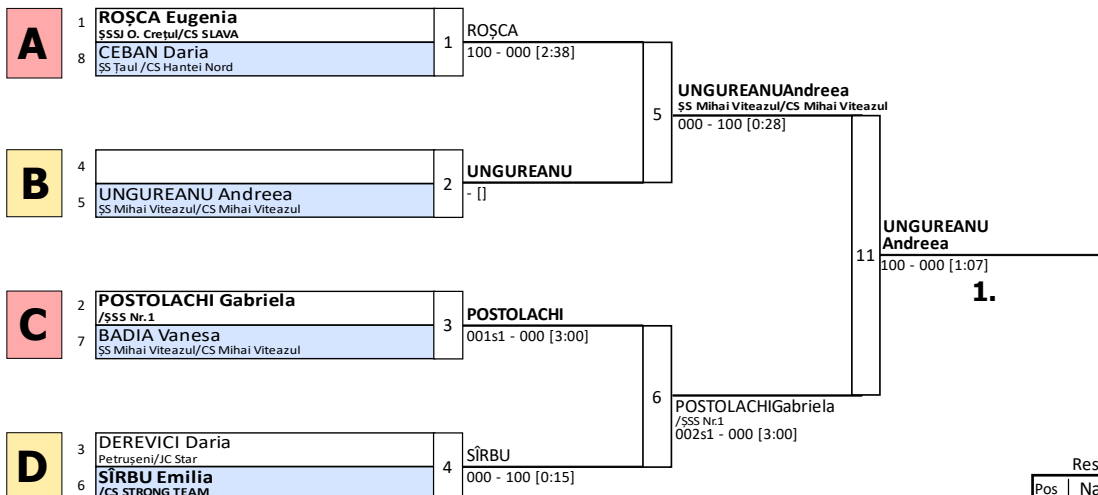 A
1
ROȘCA Eugenia
ȘSSJ O. Crețul/CS SLAVA
8
CEBAN Daria
ȘS Țaul /CS Hantei Nord
1
ROȘCA
100 - 000 [2:38]
5
UNGUREANUAndreea
ȘS Mihai Viteazul/CS Mihai Viteazul
000 - 100 [0:28]
B
4
5
UNGUREANU Andreea
ȘS Mihai Viteazul/CS Mihai Viteazul
2
UNGUREANU
- []
11
UNGUREANU
Andreea
100 - 000 [1:07]
1.
C
2
POSTOLACHI Gabriela
/ȘSS Nr.1
7
BADIA Vanesa
ȘS Mihai Viteazul/CS Mihai Viteazul
3
POSTOLACHI
001s1 - 000 [3:00]
6
POSTOLACHIGabriela
/ȘSS Nr.1
002s1 - 000 [3:00]
D
3
DEREVICI Daria
Petrușeni/JC Star
6
SÎRBU Emilia
/CS STRONG TEAM
4
SÎRBU
000 - 100 [0:15]
Res
Pos Na